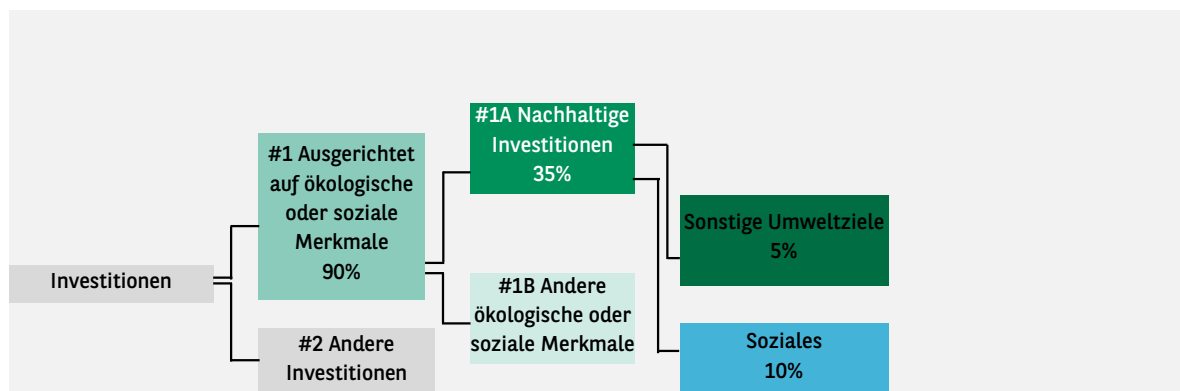 Investitionen
#1 Ausgerichtet
auf ökologische
oder soziale
Merkmale
90%
#2 Andere
Investitionen
#1A Nachhaltige
Investitionen
35%
#1B Andere
ökologische oder
soziale Merkmale
Sonstige Umweltziele
5%
Soziales
10%